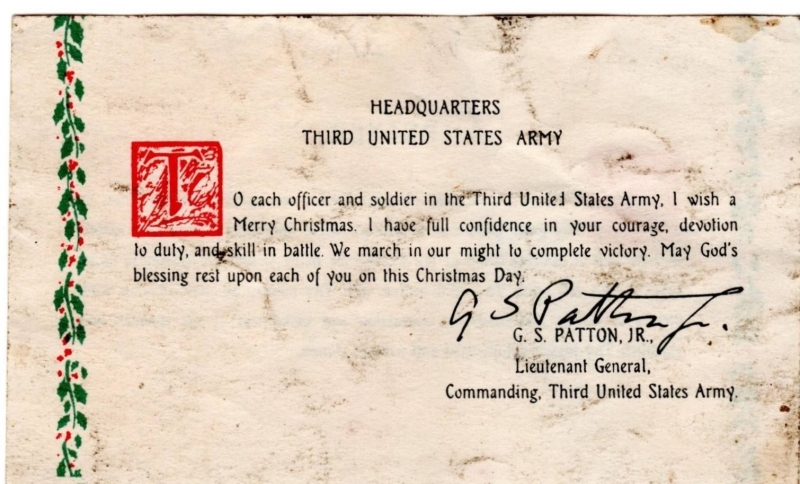 HEADQUARTERS
THIRD UNITED STATES ARMY
TO each officer and soldier in the Third United States Army, I wish a
Merry Christmas. I have full confidence in your courage, devotion
to duty, and skill in battle. We march in our might to complete victory. May God's
blessing rest upon each of you on this Christmas Day.
G S Patton Jr.
G. S. PATTON, JR.,
Lieutenant General,
Commanding, Third United States Army.